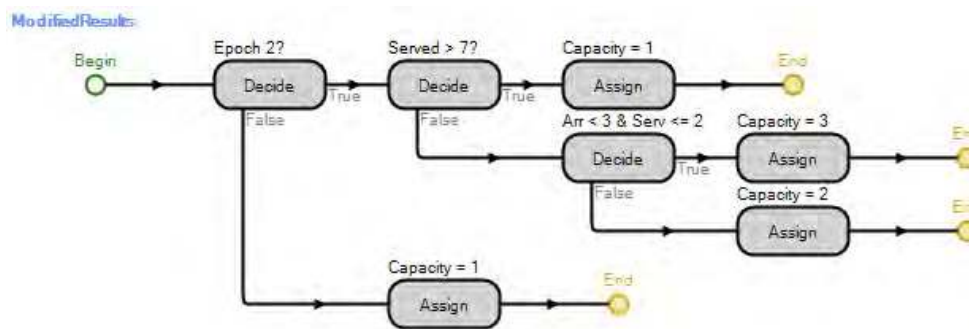 ModifiedResults
Epoch 2? Served > 7? Capacity = 1
Begin End
Decide Decide Assign
True True
False False Arr < 3 & Serv <= 2 Capacity = 3
Decide Assign
True
False Capacity = 2
Assign
Capacity = 1
End
Assign